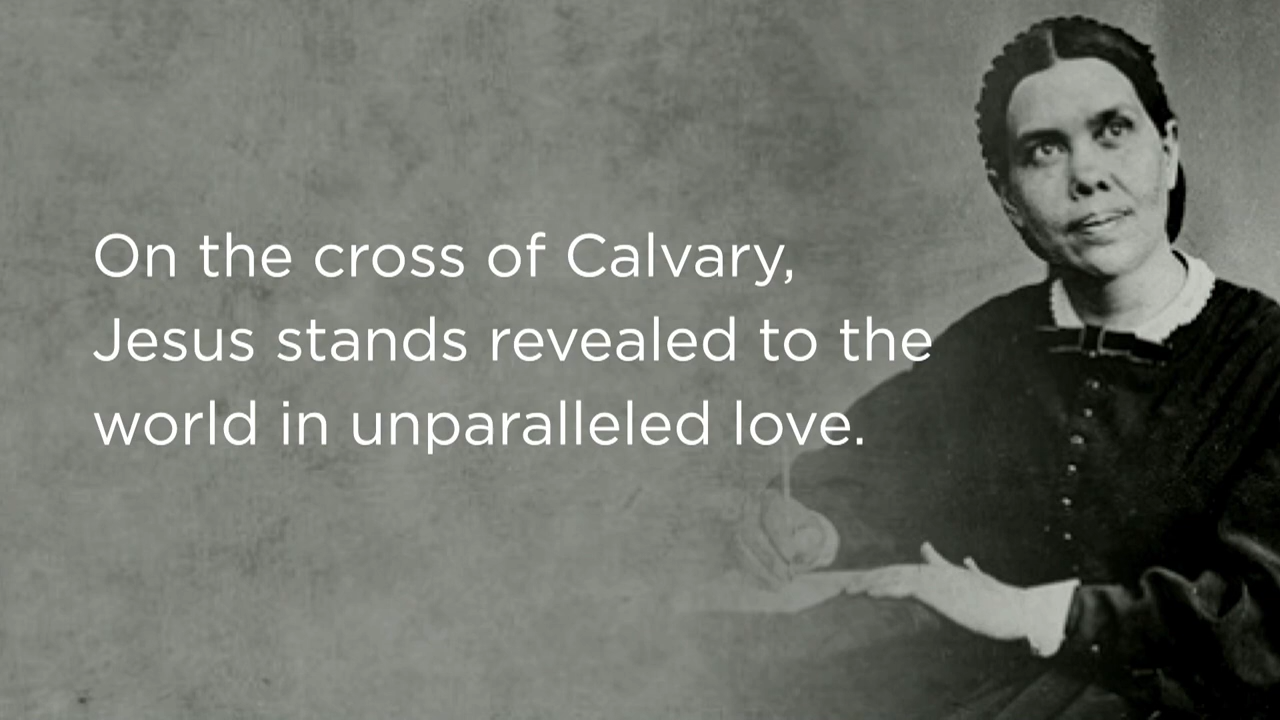 On the cross of Calvary,
Jesus stands revealed to the
world in unparalleled love.